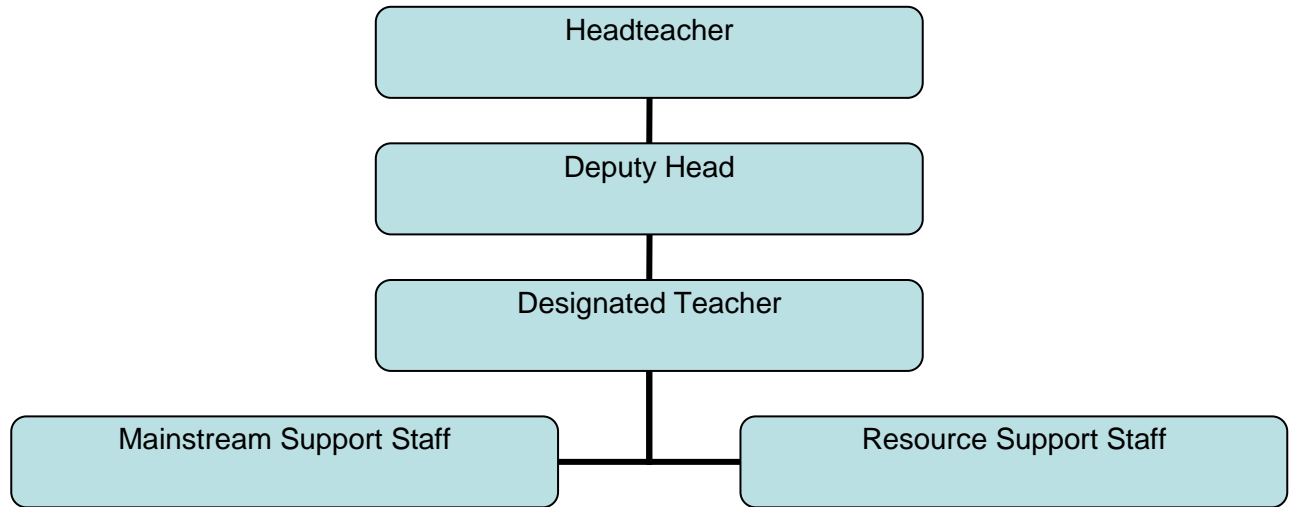 Headteacher
Deputy Head
Designated Teacher
Mainstream Support Staff
Resource Support Staff